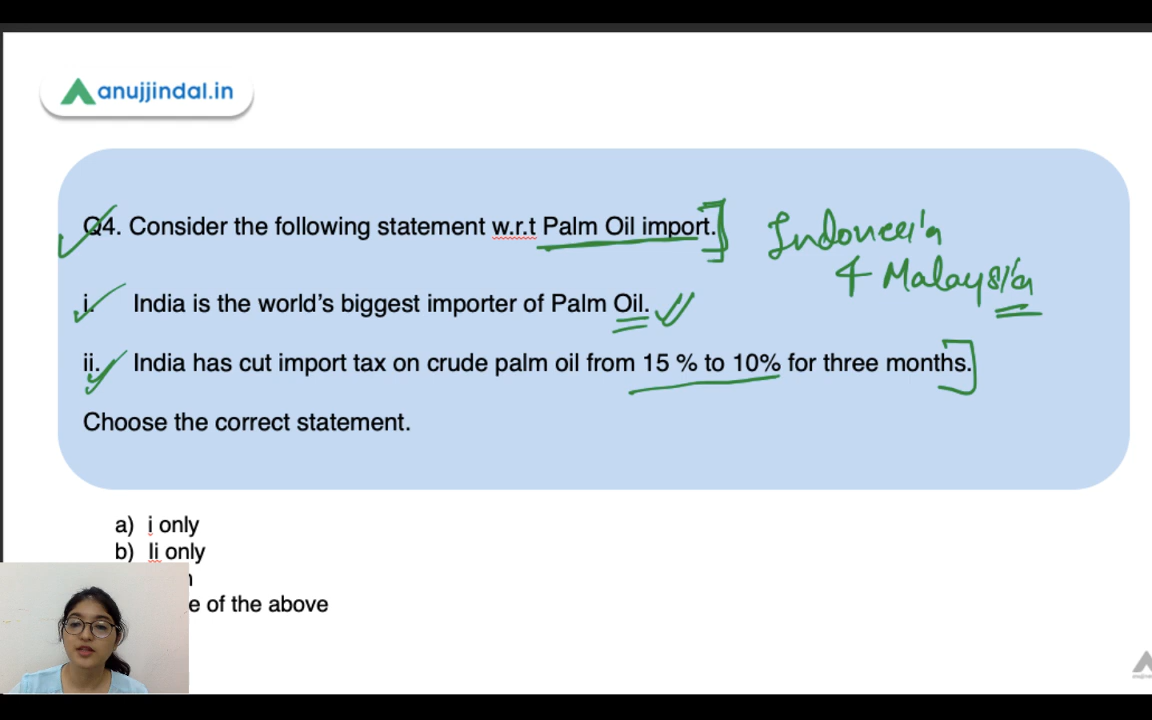 anujjindal.in
Q4. Consider the following statement w.r.t Palm Oil import.
Indonesia
& Malaysia
i. India is the world's biggest importer of Palm Oil.
ii. India has cut import tax on crude palm oil from 15 % to 10% for three months.
Choose the correct statement.
a) i only
b) Ii only
e of the above